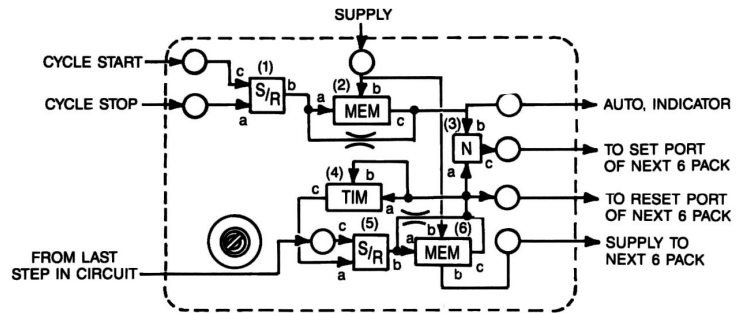 SUPPLY
CYCLE START
CYCLE STOP
c
(1)
S/R
b
a
(2)
b
a
MEM
c
(3)
b
N
c
a
AUTO, INDICATOR
TO SET PORT
OF NEXT 6 PACK
(4)
b
c
TIM
a
TO RESET PORT
OF NEXT 6 PACK
FROM LAST
STEP IN CIRCUIT
c
(5)
S/R
a
b
a
b
(6)
MEM
b
c
SUPPLY TO
NEXT 6 PACK